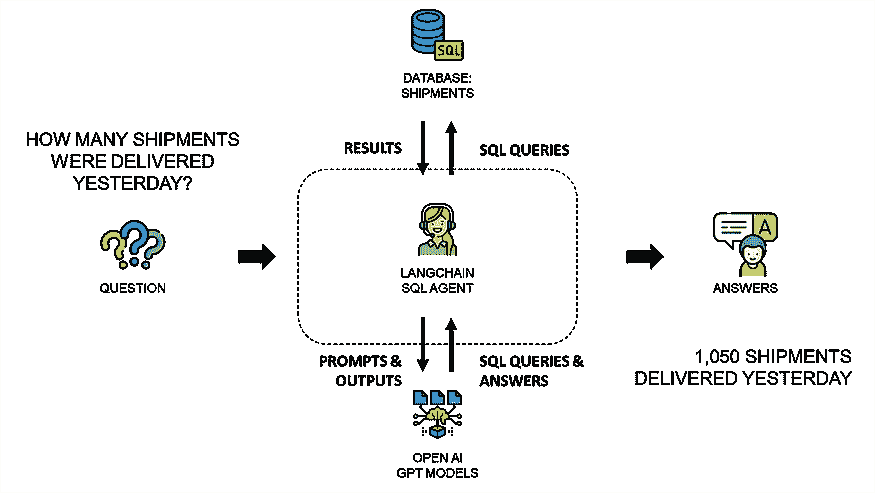 SQL
DATABASE:
SHIPMENTS
HOW MANY SHIPMENTS
WERE DELIVERED
YESTERDAY?
RESULTS
SQL QUERIES
QUESTION
LANGCHAIN
SQL AGENT
A
ANSWERS
PROMPTS &
OUTPUTS
SQL QUERIES &
ANSWERS
1,050 SHIPMENTS
DELIVERED YESTERDAY
OPEN AI
GPT MODELS